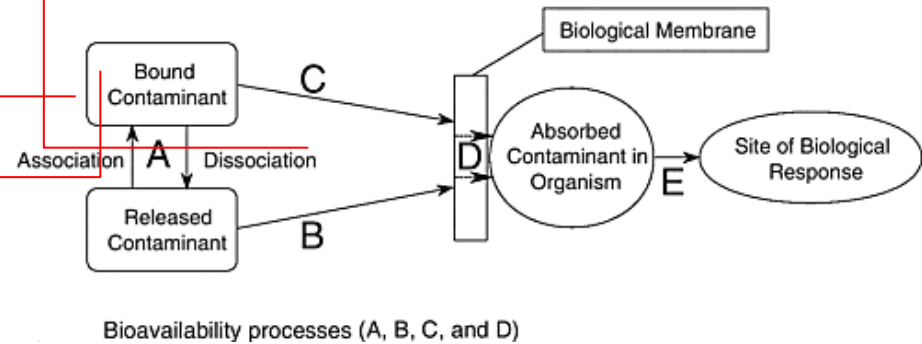 Biological Membrane
Bound
Contaminant
C
Association
A
Dissociation
D
Absorbed
Contaminant in
Organism
E
Site of Biological
Response
Released
Contaminant
B
Bioavailability processes (A, B, C, and D)